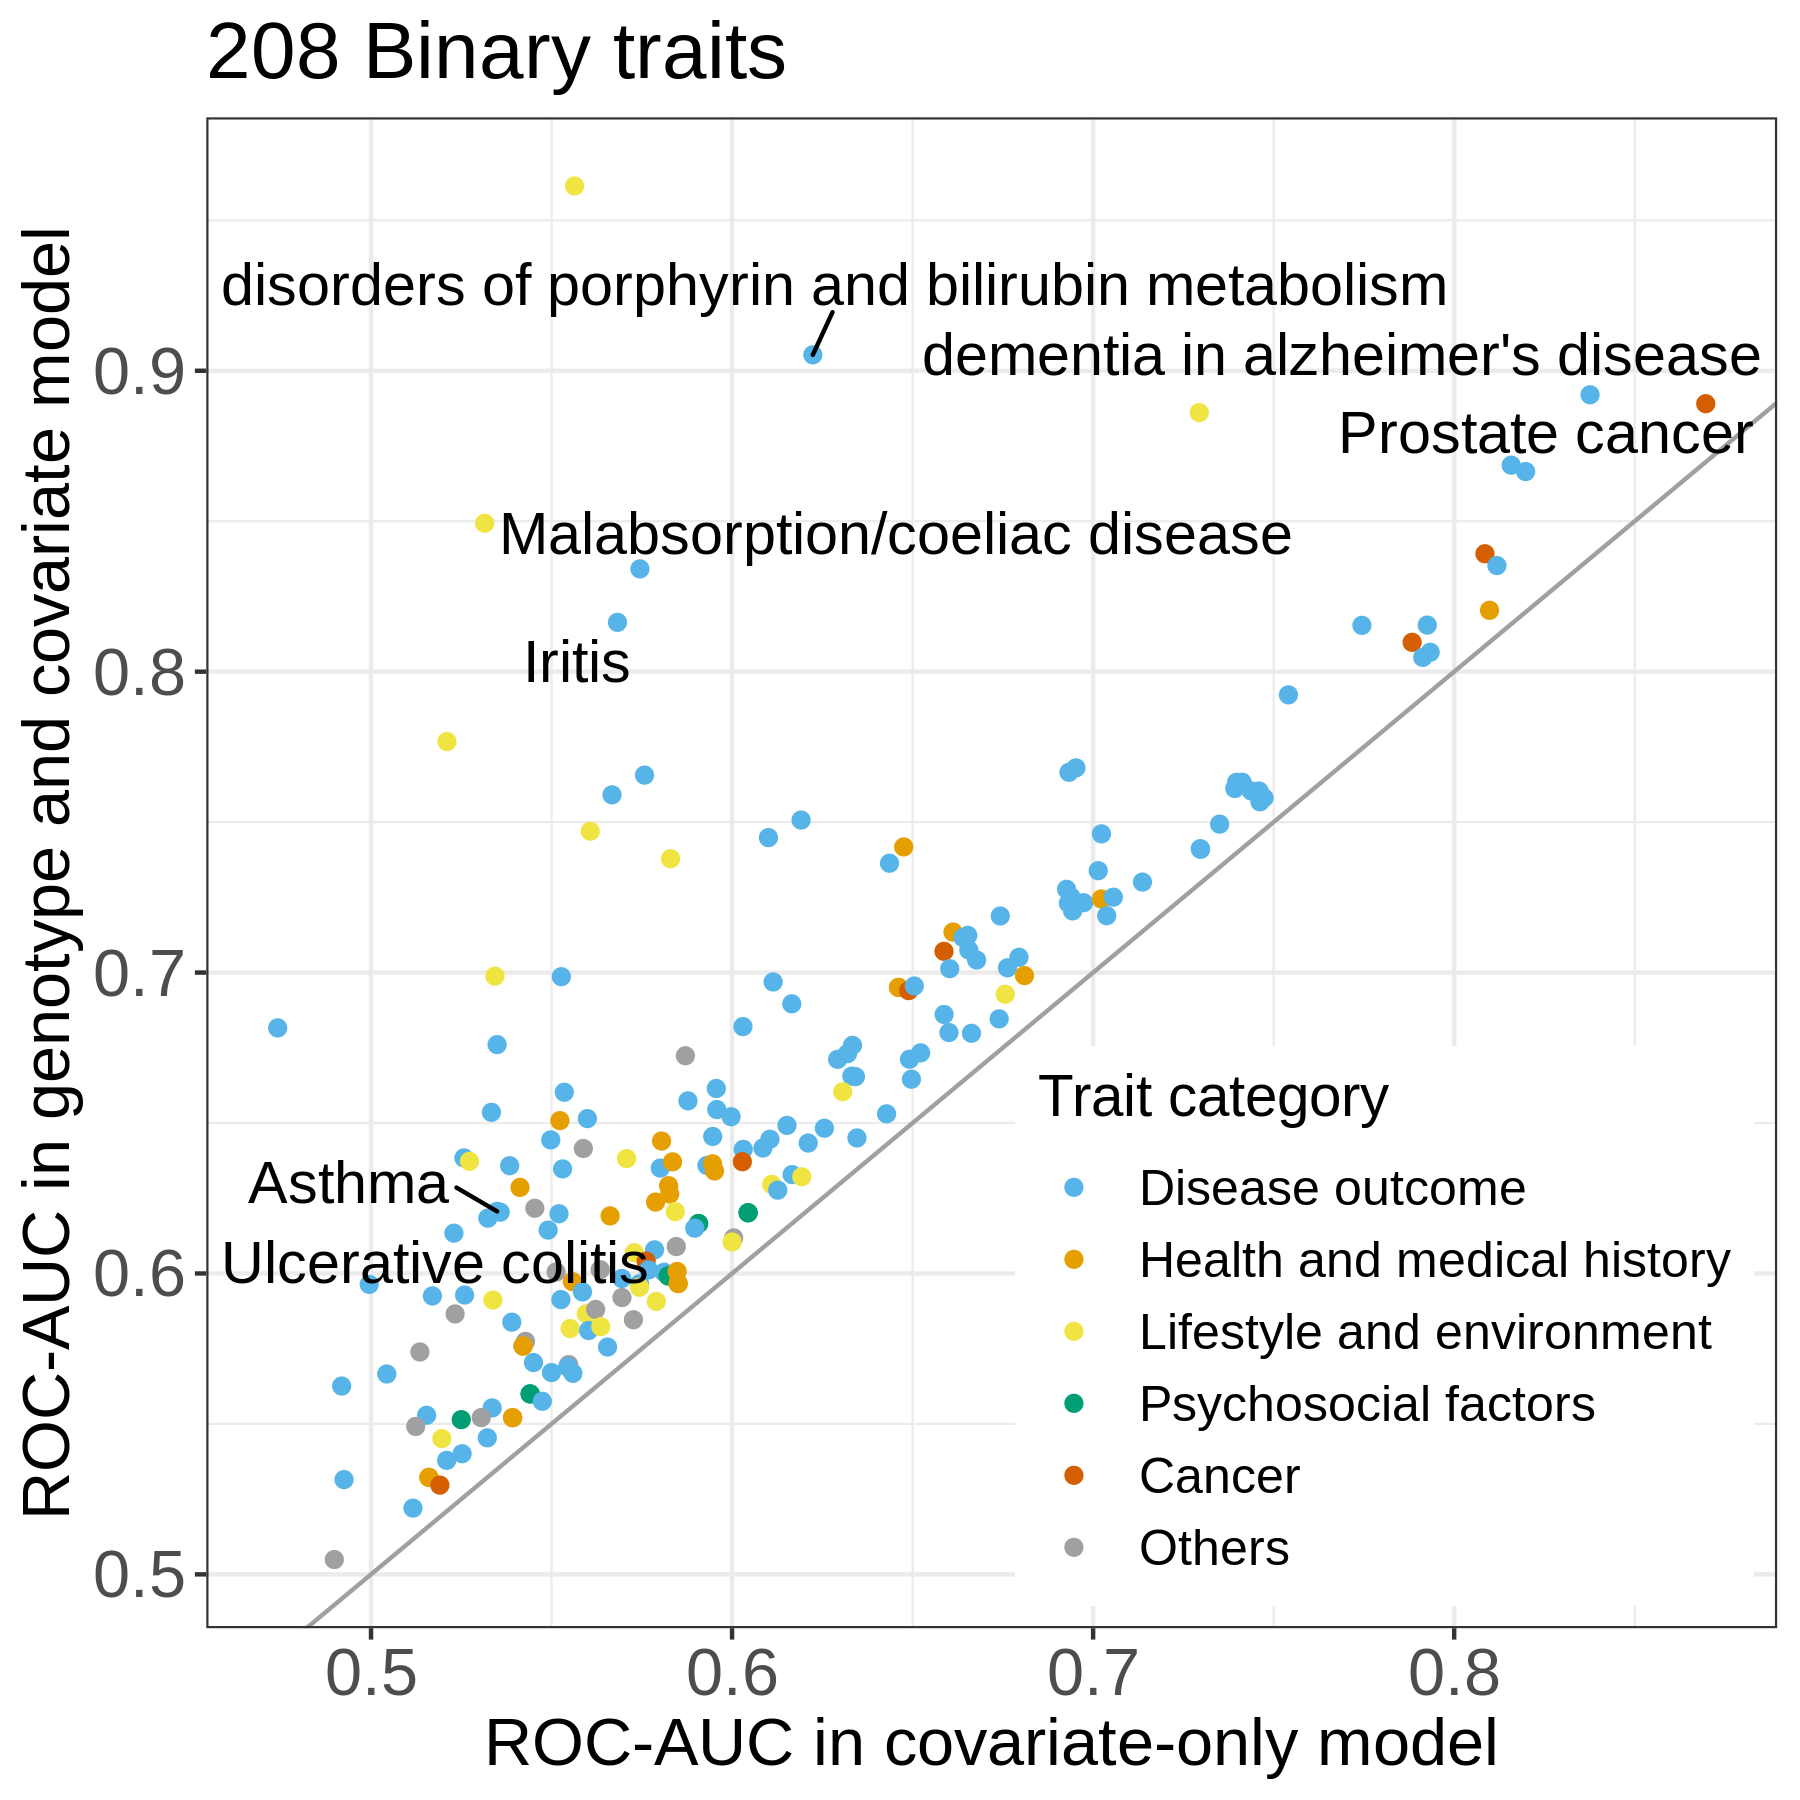 208 Binary traits
ROC-AUC in genotype and covariate model
disorders of porphyrin and bilirubin metabolism
dementia in alzheimer's disease
0.9
Prostate cancer
Malabsorption/coeliac disease
Iritis
0.8
0.7
Asthma
Ulcerative colitis
0.6
0.5
Trait category
Disease outcome
Health and medical history
Lifestyle and environment
Psychosocial factors
Cancer
Others
0.5 0.6 0.7 0.8
ROC-AUC in covariate-only model